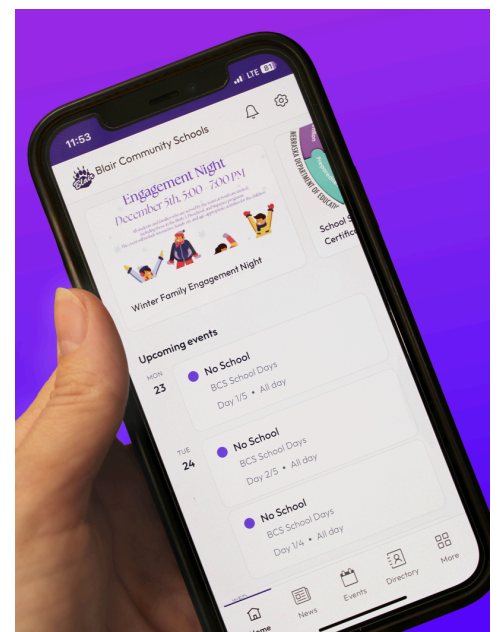 11:53
LTE 81
Blair Community Schools
Engagement Night
December 5th, 5:00 - 7:00 PM
Winter Family Engagement Night
NEBRASKA DEPARTMENT OF EDUCATION
School S
Certific
Upcoming events
MON
23
No School
BCS School Days
Day 1/5 • All day
TUE
24
No School
BCS School Days
Day 2/5 • All day
No School
BCS School Days
Day 1/4 • All day
Home
News
Events
Directory
More